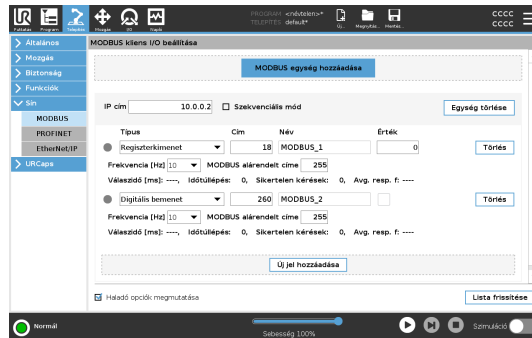 PROGRAM <névtelen>*
TELEPÍTÉS default*
CCCC
CCCC
Futtatás Program Telepítés Mozgás I/O Napló Új... Megnyitás... Mentés...
Általános
Mozgás
Biztonság
Funkciók
Sín
MODBUS
PROFINET
EtherNet/IP
URCaps
MODBUS kliens I/O beállítása
MODBUS egység hozzáadása
IP cím 10.0.0.2 Szekvenciális mód Egység törlése
Típus Cím Név Érték
Regiszterkimenet 18 MODBUS_1 0 Törlés
Frekvencia [Hz] 10 MODBUS alárendelt címe 255
Válaszidő [ms]: ----, Időtúllépés: 0, Sikertelen kérések: 0, Avg. resp. f: ----
Digitális bemenet 260 MODBUS_2 Törlés
Frekvencia [Hz] 10 MODBUS alárendelt címe 255
Válaszidő [ms]: ----, Időtúllépés: 0, Sikertelen kérések: 0, Avg. resp. f: ----
Új jel hozzáadása
Haladó opciók megmutatása Lista frissítése
Normál Sebesség 100% Szimuláció